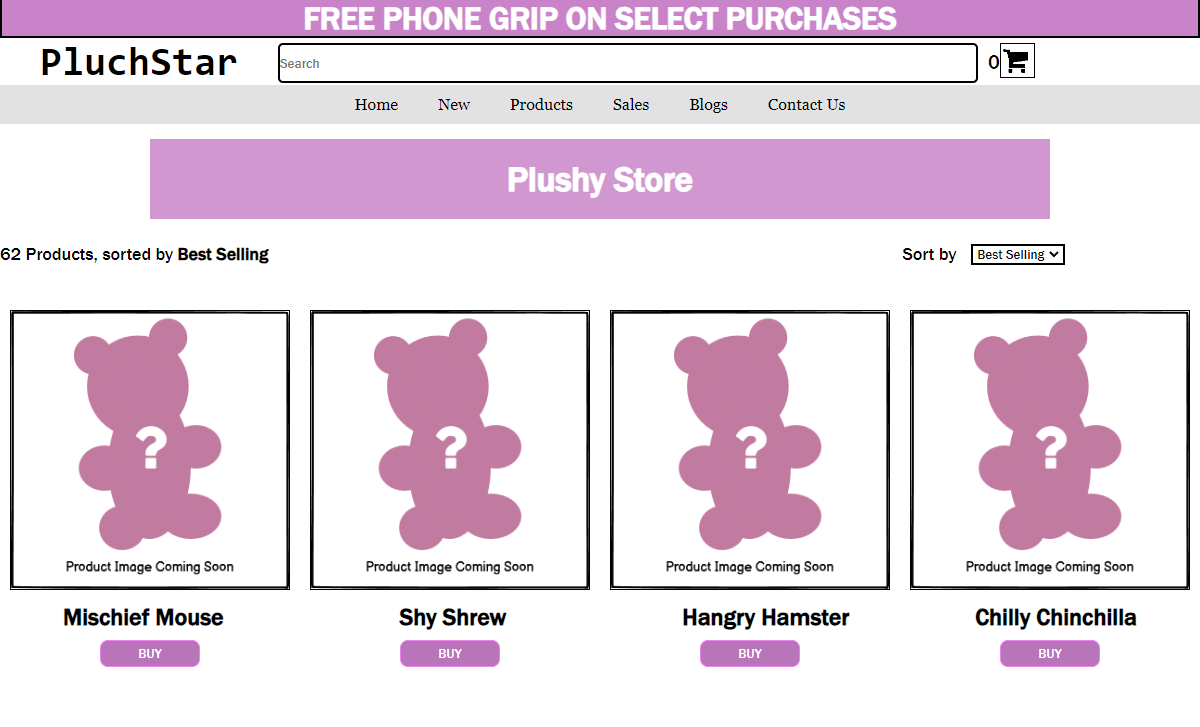 FREE PHONE GRIP ON SELECT PURCHASES
PluchStar Search 0
Home New Products Sales Blogs Contact Us
Plushy Store
62 Products, sorted by Best Selling Sort by Best Selling
? ? ? ?
Product Image Coming Soon Product Image Coming Soon Product Image Coming Soon Product Image Coming Soon
Mischief Mouse Shy Shrew Hangry Hamster Chilly Chinchilla
BUY BUY BUY BUY